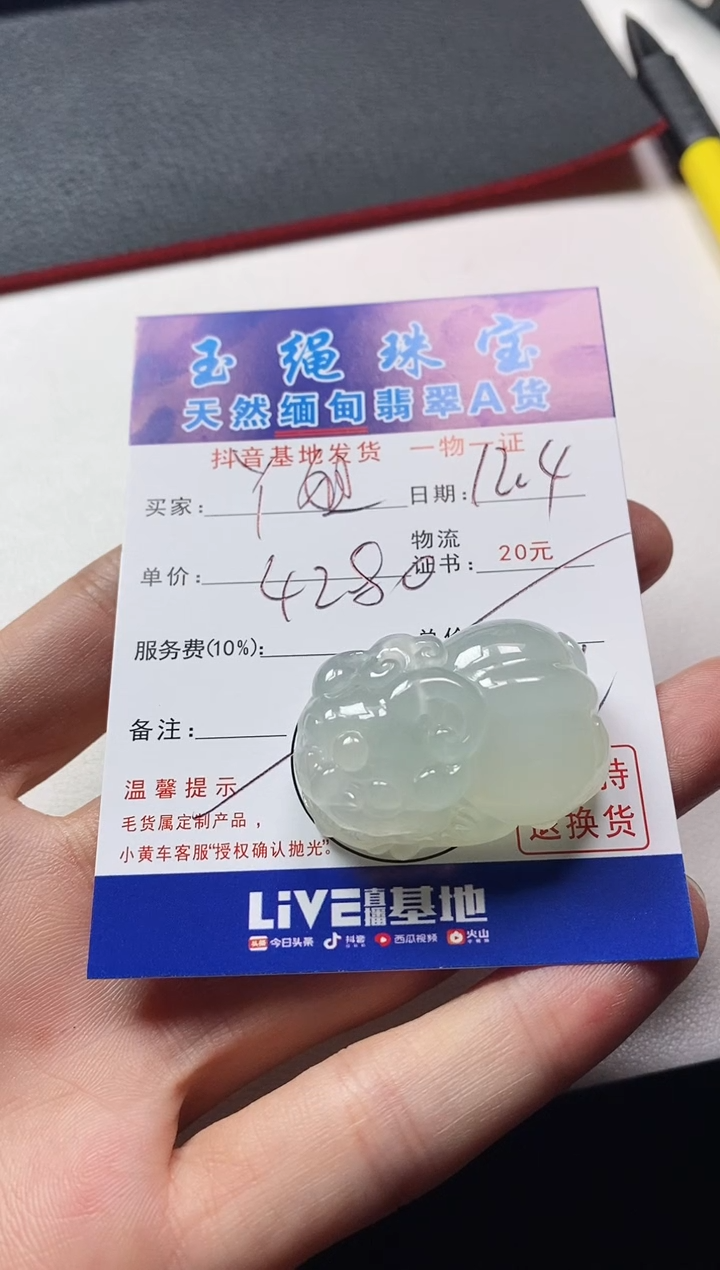 玉绳珠宝
天然缅甸翡翠A货
抖音基地发货 一物一证
买家:
日期: 12.4
单价: 4280
物流
证书: 20元
服务费(10%):
备注:
温馨提示
毛货属定制产品，
小黄车客服“授权确认抛光”。
持
退换货
LiVE直播基地
头条 今日头条 抖音 西瓜视频 火山